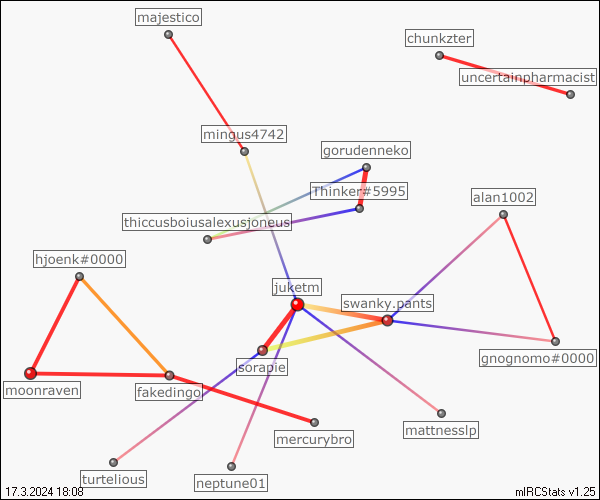 majestico
chunkzter
uncertainpharmacist
mingus4742
gorudenneko
Thinker#5995
alan1002
thiccusboiusalexusjoneus
hjoenk#0000
juketm
swanky.pants
sorapie
gnognomo#0000
moonraven
fakedingo
mercurybro
mattnesslp
turtelious
neptune01
17.3.2024 18:08
mIRCStats v1.25